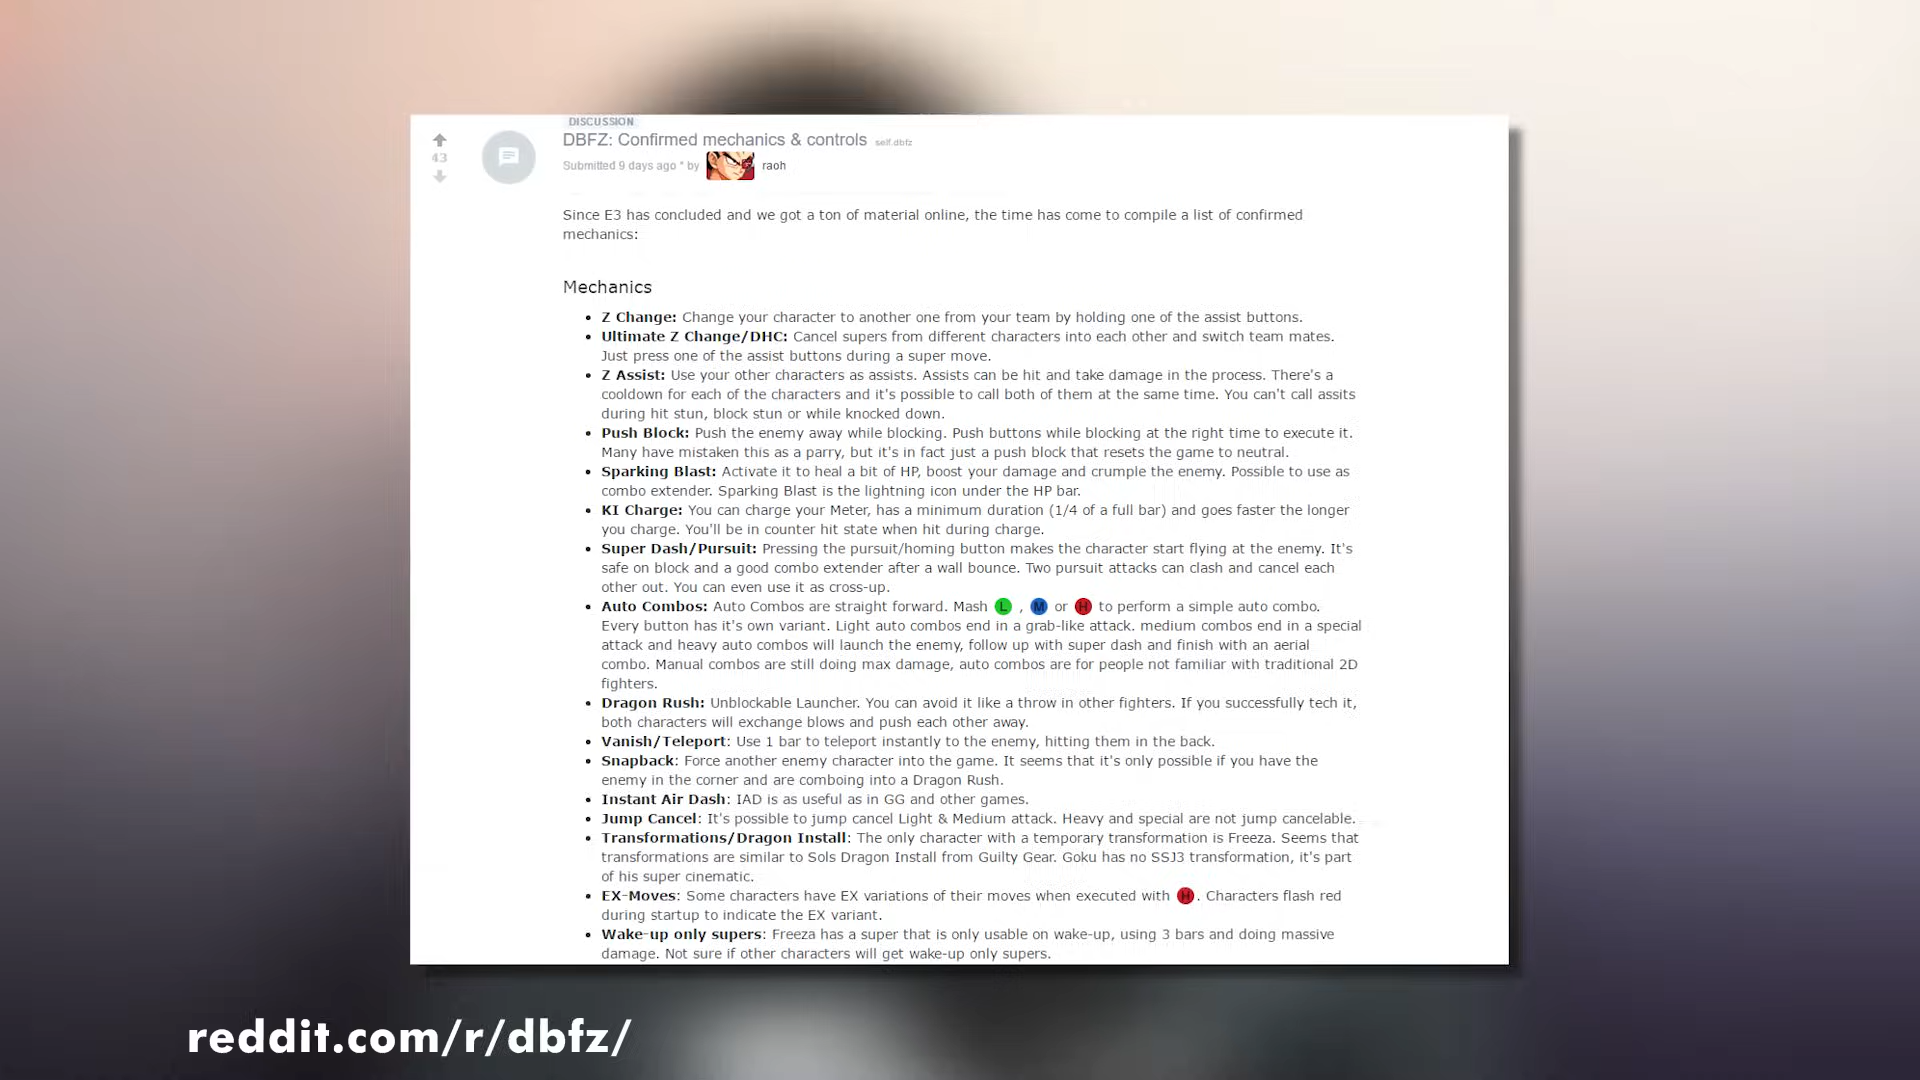 DISCUSSION
DBFZ: Confirmed mechanics & controls self.dbfz
43
Submitted 9 days ago * by raoh
Since E3 has concluded and we got a ton of material online, the time has come to compile a list of confirmed
mechanics:
Mechanics
• Z Change: Change your character to another one from your team by holding one of the assist buttons.
• Ultimate Z Change/DHC: Cancel supers from different characters into each other and switch team mates.
Just press one of the assist buttons during a super move.
• Z Assist: Use your other characters as assists. Assists can be hit and take damage in the process. There's a
cooldown for each of the characters and it's possible to call both of them at the same time. You can't call assits
during hit stun, block stun or while knocked down.
• Push Block: Push the enemy away while blocking. Push buttons while blocking at the right time to execute it.
Many have mistaken this as a parry, but it's in fact just a push block that resets the game to neutral.
• Sparking Blast: Activate it to heal a bit of HP, boost your damage and crumple the enemy. Possible to use as
combo extender. Sparking Blast is the lightning icon under the HP bar.
• KI Charge: You can charge your Meter, has a minimum duration (1/4 of a full bar) and goes faster the longer
you charge. You'll be in counter hit state when hit during charge.
• Super Dash/Pursuit: Pressing the pursuit/homing button makes the character start flying at the enemy. It's
safe on block and a good combo extender after a wall bounce. Two pursuit attacks can clash and cancel each
other out. You can even use it as cross-up.
• Auto Combos: Auto Combos are straight forward. Mash L , M or H to perform a simple auto combo.
Every button has it's own variant. Light auto combos end in a grab-like attack. medium combos end in a special
attack and heavy auto combos will launch the enemy, follow up with super dash and finish with an aerial
combo. Manual combos are still doing max damage, auto combos are for people not familiar with traditional 2D
fighters.
• Dragon Rush: Unblockable Launcher. You can avoid it like a throw in other fighters. If you successfully tech it,
both characters will exchange blows and push each other away.
• Vanish/Teleport: Use 1 bar to teleport instantly to the enemy, hitting them in the back.
• Snapback: Force another enemy character into the game. It seems that it's only possible if you have the
enemy in the corner and are comboing into a Dragon Rush.
• Instant Air Dash: IAD is as useful as in GG and other games.
• Jump Cancel: It's possible to jump cancel Light & Medium attack. Heavy and special are not jump cancelable.
• Transformations/Dragon Install: The only character with a temporary transformation is Freeza. Seems that
transformations are similar to Sols Dragon Install from Guilty Gear. Goku has no SSJ3 transformation, it's part
of his super cinematic.
• EX-Moves: Some characters have EX variations of their moves when executed with H. Characters flash red
during startup to indicate the EX variant.
• Wake-up only supers: Freeza has a super that is only usable on wake-up, using 3 bars and doing massive
damage. Not sure if other characters will get wake-up only supers.
reddit.com/r/dbfz/